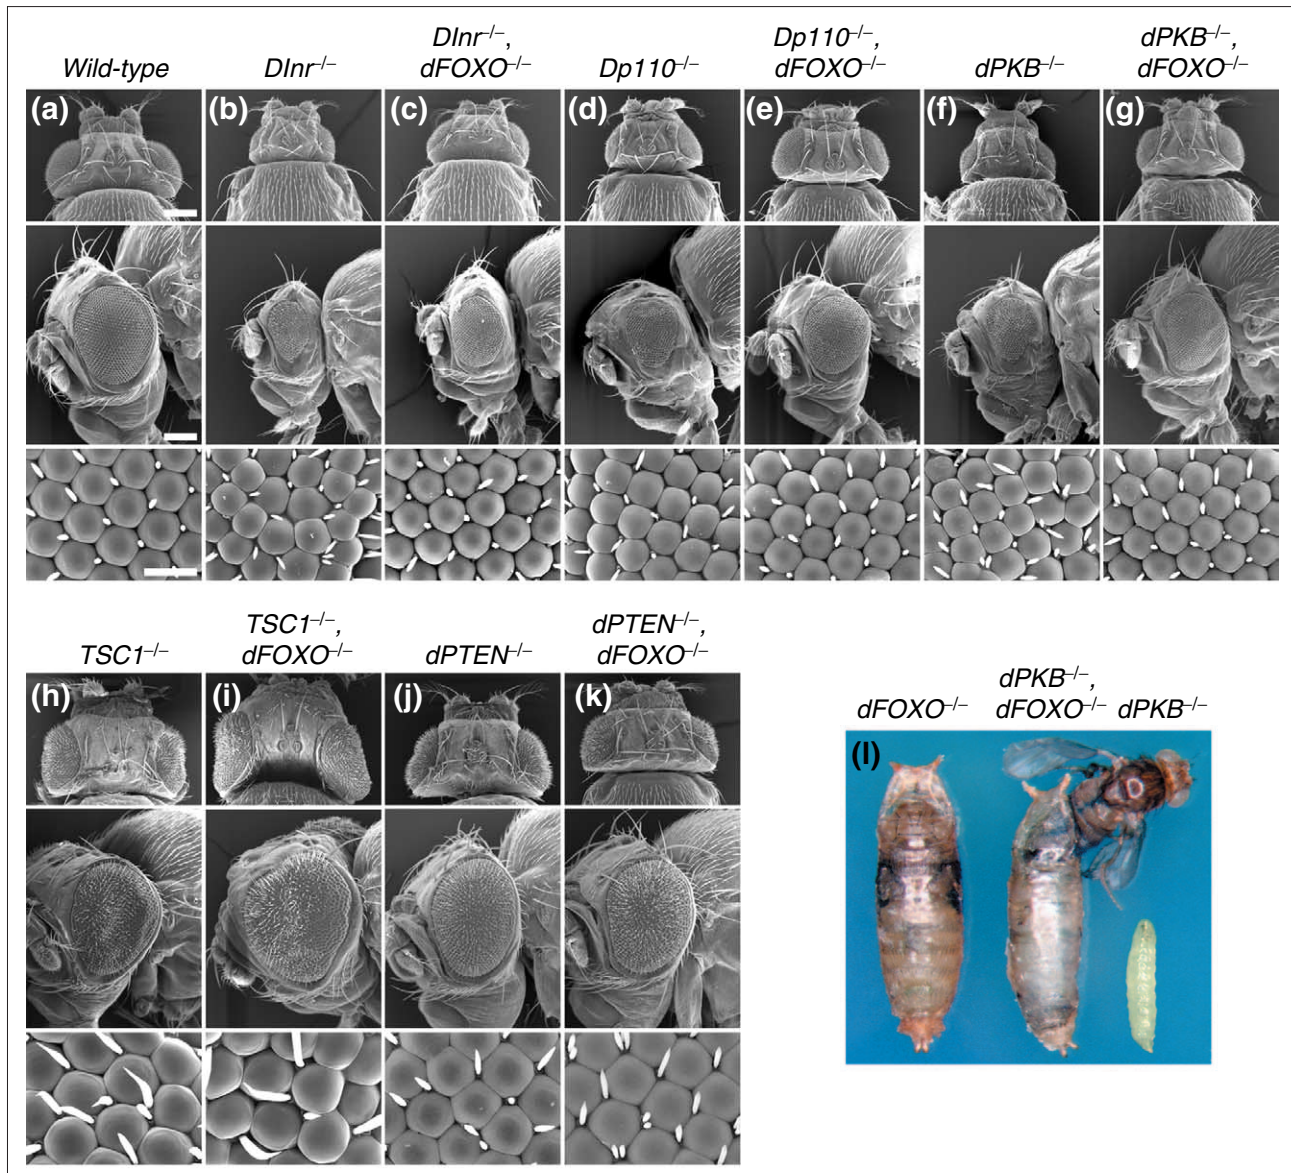 DInr–/–, Dp110–/–, dPKB–/–,
Wild-type DInr–/– dFOXO–/– Dp110–/– dFOXO–/– dPKB–/– dFOXO–/–
(a) (b) (c) (d) (e) (f) (g)
TSC1–/–, dPTEN–/–,
TSC1–/– dFOXO–/– dPTEN–/– dFOXO–/–
(h) (i) (j) (k)
dPKB–/–,
dFOXO–/– dFOXO–/– dPKB–/–
(l)